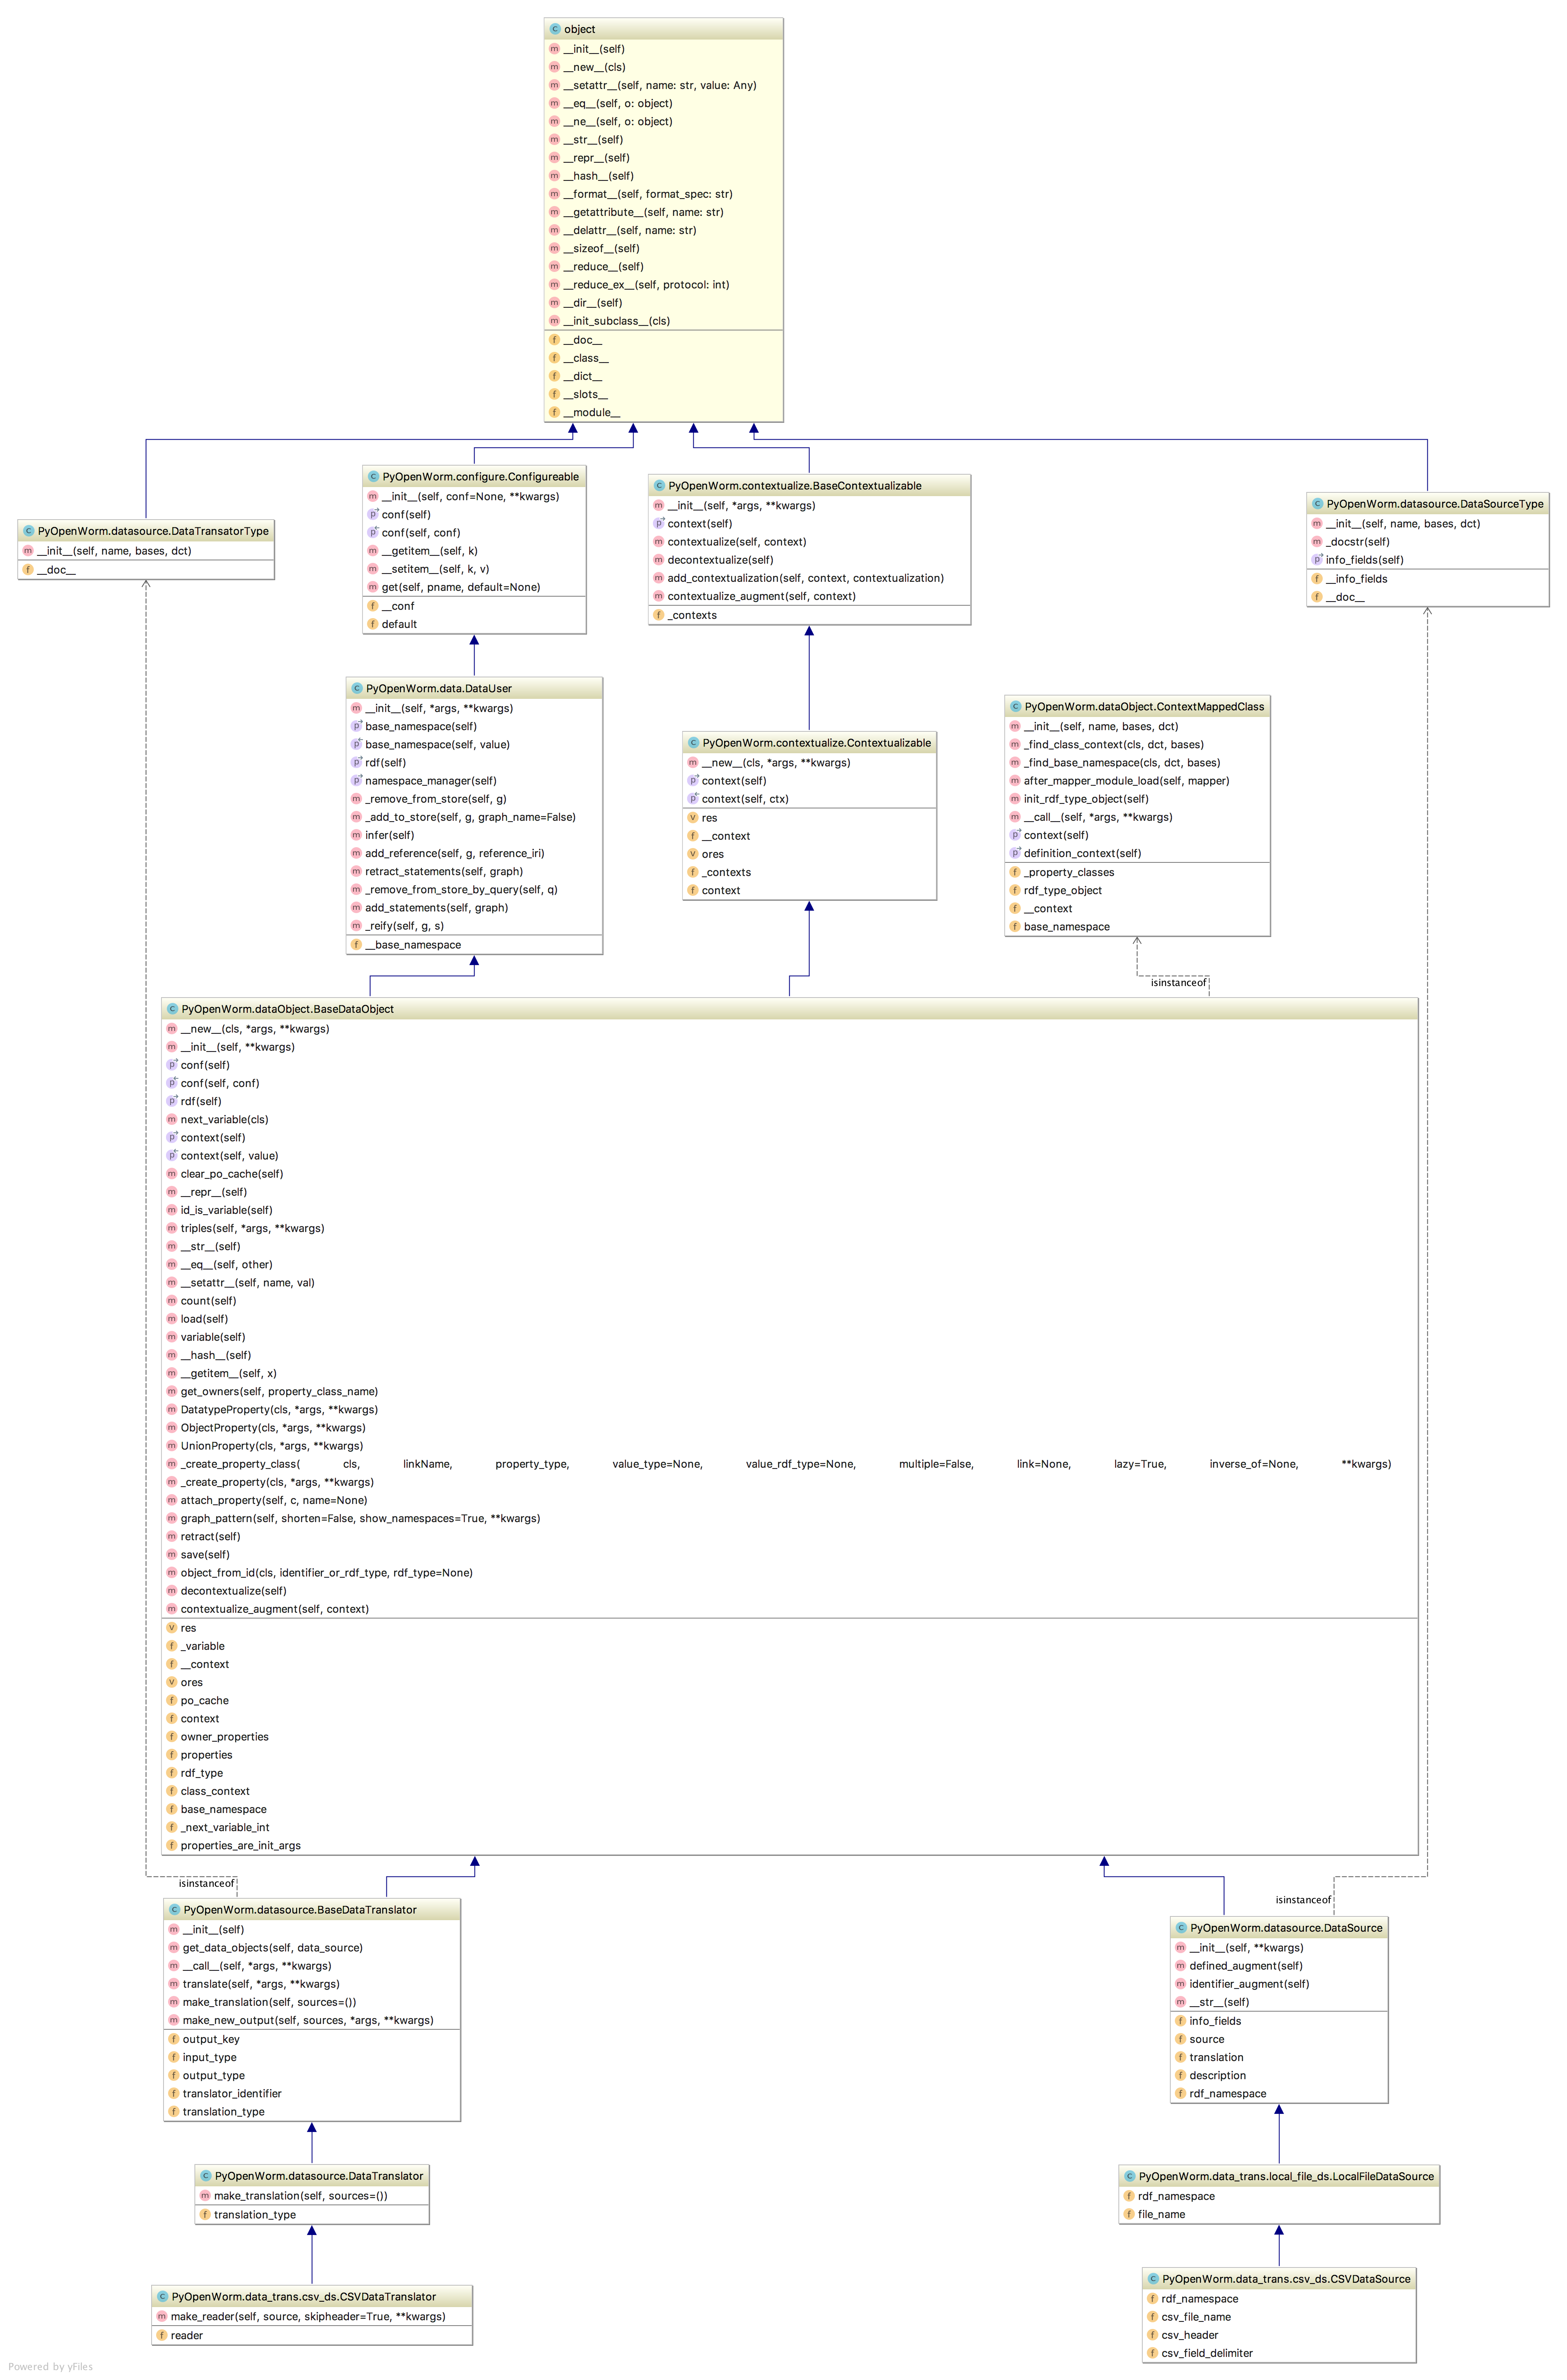 object
__init__(self)
__new__(cls)
__setattr__(self, name: str, value: Any)
__eq__(self, o: object)
__ne__(self, o: object)
__str__(self)
__repr__(self)
__hash__(self)
__format__(self, format_spec: str)
__getattribute__(self, name: str)
__delattr__(self, name: str)
__sizeof__(self)
__reduce__(self)
__reduce_ex__(self, protocol: int)
__dir__(self)
__init_subclass__(cls)
__doc__
__class__
__dict__
__slots__
__module__
PyOpenWorm.datasource.DataTransatorType
__init__(self, name, bases, dct)
__doc__
PyOpenWorm.configure.Configureable
__init__(self, conf=None, **kwargs)
conf(self)
conf(self, conf)
__getitem__(self, k)
__setitem__(self, k, v)
get(self, pname, default=None)
__conf
default
PyOpenWorm.contextualize.BaseContextualizable
__init__(self, *args, **kwargs)
context(self)
contextualize(self, context)
decontextualize(self)
add_contextualization(self, context, contextualization)
contextualize_augment(self, context)
_contexts
PyOpenWorm.datasource.DataSourceType
__init__(self, name, bases, dct)
_docstr(self)
info_fields(self)
__info_fields
__doc__
PyOpenWorm.data.DataUser
__init__(self, *args, **kwargs)
base_namespace(self)
base_namespace(self, value)
rdf(self)
namespace_manager(self)
_remove_from_store(self, g)
_add_to_store(self, g, graph_name=False)
infer(self)
add_reference(self, g, reference_iri)
retract_statements(self, graph)
_remove_from_store_by_query(self, q)
add_statements(self, graph)
_reify(self, g, s)
__base_namespace
PyOpenWorm.contextualize.Contextualizable
__new__(cls, *args, **kwargs)
context(self)
context(self, ctx)
res
__context
ores
_contexts
context
PyOpenWorm.dataObject.ContextMappedClass
__init__(self, name, bases, dct)
_find_class_context(cls, dct, bases)
_find_base_namespace(cls, dct, bases)
after_mapper_module_load(self, mapper)
init_rdf_type_object(self)
__call__(self, *args, **kwargs)
context(self)
definition_context(self)
_property_classes
rdf_type_object
__context
base_namespace
isinstanceof
PyOpenWorm.dataObject.BaseDataObject
__new__(cls, *args, **kwargs)
__init__(self, **kwargs)
conf(self)
conf(self, conf)
rdf(self)
next_variable(cls)
context(self)
context(self, value)
clear_po_cache(self)
__repr__(self)
id_is_variable(self)
triples(self, *args, **kwargs)
__str__(self)
__eq__(self, other)
__setattr__(self, name, val)
count(self)
load(self)
variable(self)
__hash__(self)
__getitem__(self, x)
get_owners(self, property_class_name)
DatatypeProperty(cls, *args, **kwargs)
ObjectProperty(cls, *args, **kwargs)
UnionProperty(cls, *args, **kwargs)
_create_property_class( cls, linkName, property_type, value_type=None, value_rdf_type=None, multiple=False, link=None, lazy=True, inverse_of=None, **kwargs)
_create_property(cls, *args, **kwargs)
attach_property(self, c, name=None)
graph_pattern(self, shorten=False, show_namespaces=True, **kwargs)
retract(self)
save(self)
object_from_id(cls, identifier_or_rdf_type, rdf_type=None)
decontextualize(self)
contextualize_augment(self, context)
res
_variable
__context
ores
po_cache
context
owner_properties
properties
rdf_type
class_context
base_namespace
_next_variable_int
properties_are_init_args
isinstanceof
PyOpenWorm.datasource.BaseDataTranslator
__init__(self)
get_data_objects(self, data_source)
__call__(self, *args, **kwargs)
translate(self, *args, **kwargs)
make_translation(self, sources=())
make_new_output(self, sources, *args, **kwargs)
output_key
input_type
output_type
translator_identifier
translation_type
isinstanceof
PyOpenWorm.datasource.DataSource
__init__(self, **kwargs)
defined_augment(self)
identifier_augment(self)
__str__(self)
info_fields
source
translation
description
rdf_namespace
PyOpenWorm.datasource.DataTranslator
make_translation(self, sources=())
translation_type
PyOpenWorm.data_trans.local_file_ds.LocalFileDataSource
rdf_namespace
file_name
PyOpenWorm.data_trans.csv_ds.CSVDataTranslator
make_reader(self, source, skipheader=True, **kwargs)
reader
PyOpenWorm.data_trans.csv_ds.CSVDataSource
rdf_namespace
csv_file_name
csv_header
csv_field_delimiter
Powered by yFiles